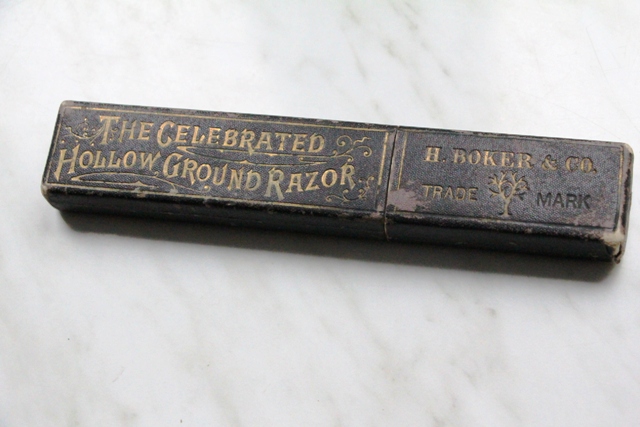 THE CELEBRATED
HOLLOW GROUND RAZOR
H. BOKER & CO.
TRADE MARK